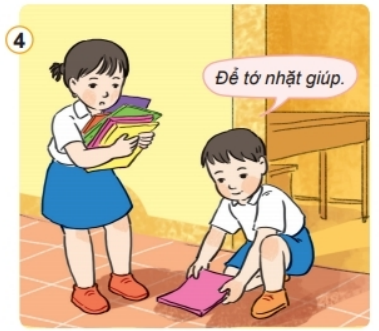 4
Để tớ nhặt giúp.